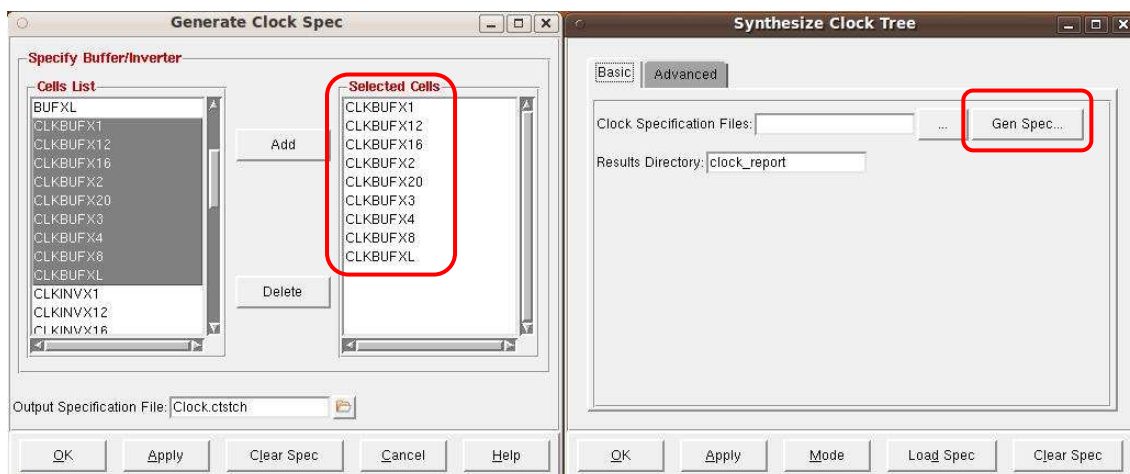 Generate Clock Spec
Specify Buffer/Inverter
Cells List
BUFXL
CLKBUFX1
CLKBUFX12
CLKBUFX16
CLKBUFX2
CLKBUFX20
CLKBUFX3
CLKBUFX4
CLKBUFX8
CLKBUFXL
CLKINVX1
CLKINVX12
CLKINVX16
Add
Delete
Selected Cells
CLKBUFX1
CLKBUFX12
CLKBUFX16
CLKBUFX2
CLKBUFX20
CLKBUFX3
CLKBUFX4
CLKBUFX8
CLKBUFXL
Output Specification File: Clock.ctstch
OK Apply Clear Spec Cancel Help
Synthesize Clock Tree
Basic Advanced
Clock Specification Files: ... Gen Spec...
Results Directory: clock_report
OK Apply Mode Load Spec Clear Spec